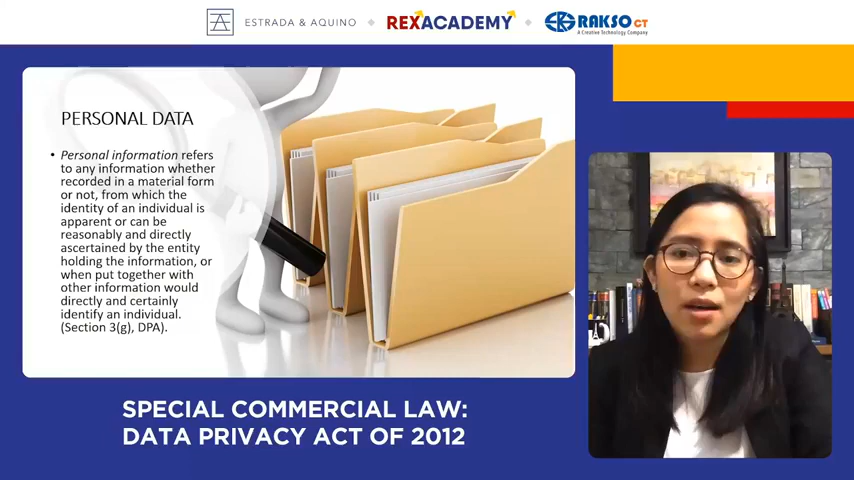 ESTRADA & AQUINO
REXACADEMY
RAKSO CT
A Creative Technology Company
PERSONAL DATA
• Personal information refers
to any information whether
recorded in a material form
or not, from which the
identity of an individual is
apparent or can be
reasonably and directly
ascertained by the entity
holding the information, or
when put together with
other information would
directly and certainly
identify an individual.
(Section 3(g), DPA).
SPECIAL COMMERCIAL LAW:
DATA PRIVACY ACT OF 2012